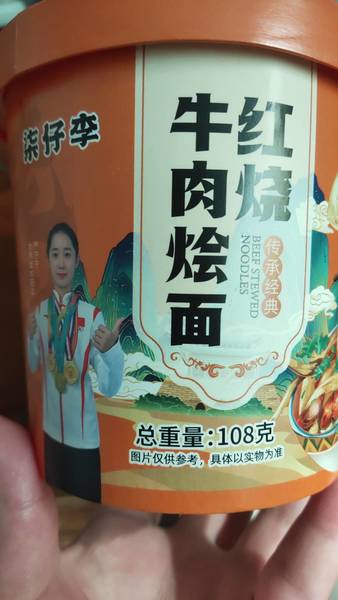 柒仔李
红烧
牛肉烩面
BEEF STEWED
NOODLES
传承经典
总重量:108克
图片仅供参考，具体以实物为准